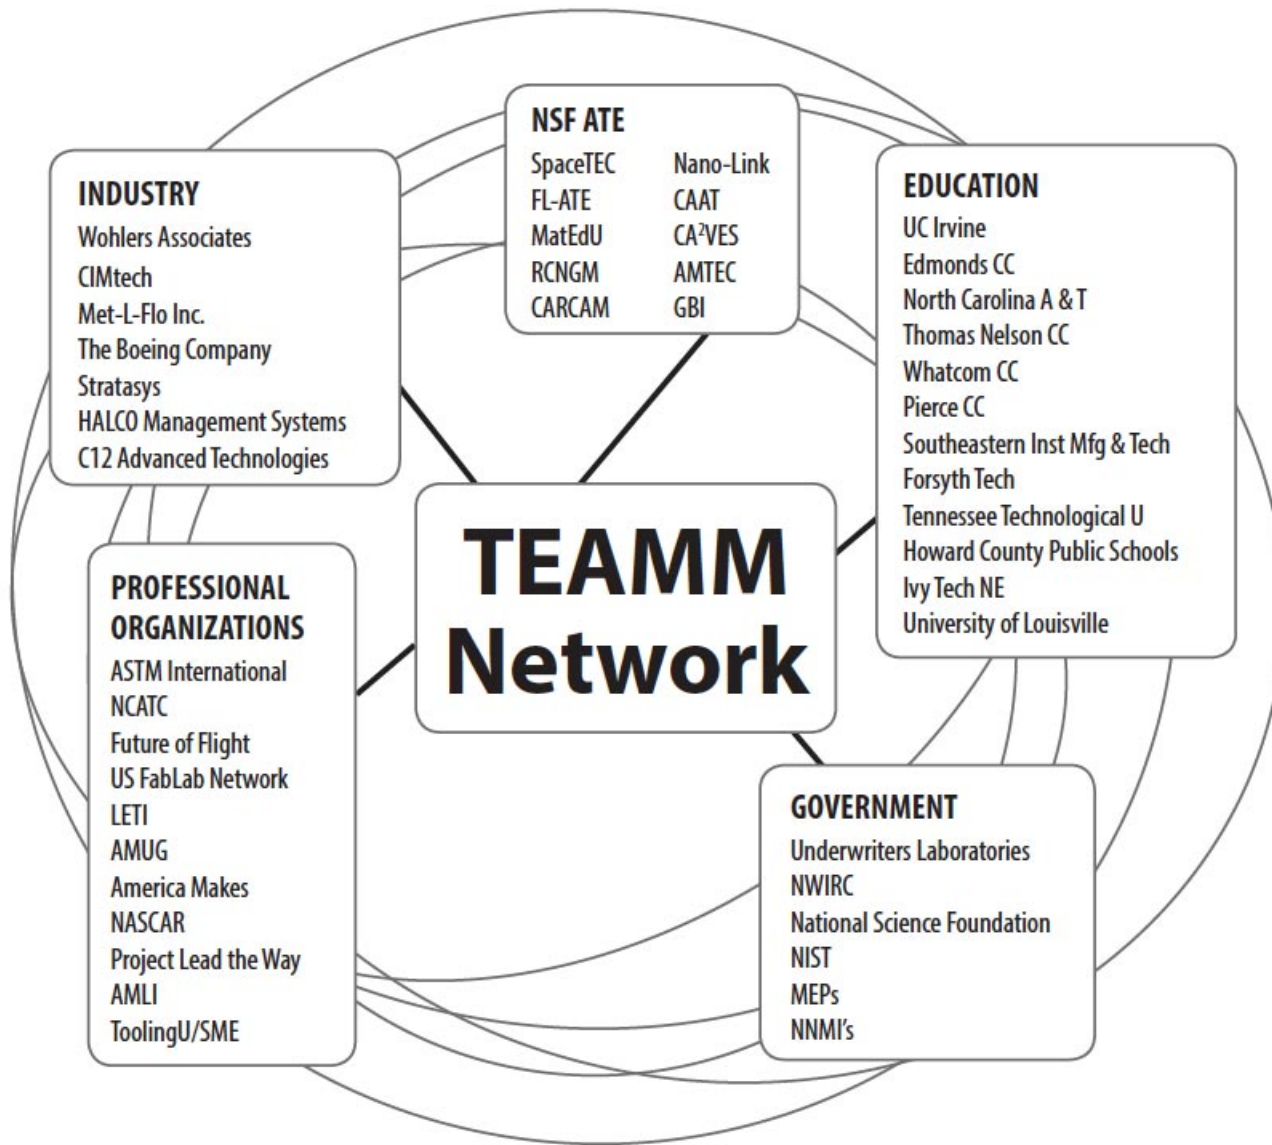 NSF ATE
SpaceTEC Nano-Link
FL-ATE CAAT
MatEdU CA²VES
RCNGM AMTEC
CARCAM GBI
INDUSTRY
Wohlers Associates
CIMtech
Met-L-Flo Inc.
The Boeing Company
Stratasys
HALCO Management Systems
C12 Advanced Technologies
EDUCATION
UC Irvine
Edmonds CC
North Carolina A & T
Thomas Nelson CC
Whatcom CC
Pierce CC
Southeastern Inst Mfg & Tech
Forsyth Tech
Tennessee Technological U
Howard County Public Schools
Ivy Tech NE
University of Louisville
TEAMM
Network
PROFESSIONAL
ORGANIZATIONS
ASTM International
NCATC
Future of Flight
US FabLab Network
LETI
AMUG
America Makes
NASCAR
Project Lead the Way
AMLI
ToolingU/SME
GOVERNMENT
Underwriters Laboratories
NWIRC
National Science Foundation
NIST
MEPs
NNMI's